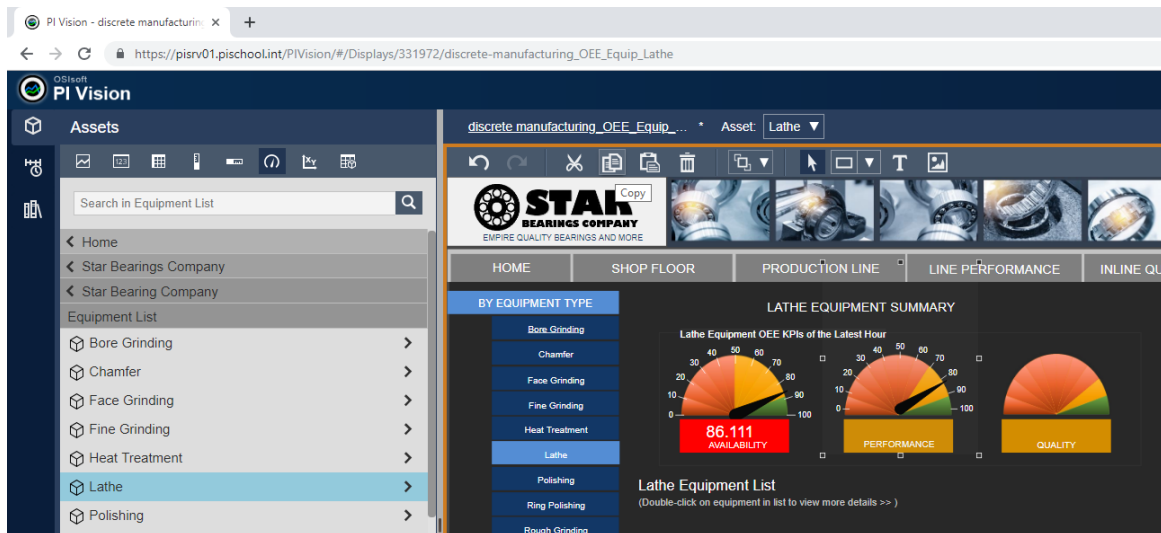 PI Vision - discrete manufacturin
https://pisrv01.pischool.int/PIVision/#/Displays/331972/discrete-manufacturing_OEE_Equip_Lathe
OSIsoft
PI Vision
Assets
discrete manufacturing_OEE_Equip_... * Asset: Lathe ▼
Search in Equipment List
Copy
STAR
BEARINGS COMPANY
EMPIRE QUALITY BEARINGS AND MORE
Home
Star Bearings Company
Star Bearing Company
Equipment List
Bore Grinding
Chamfer
Face Grinding
Fine Grinding
Heat Treatment
Lathe
Polishing
HOME SHOP FLOOR PRODUCTION LINE LINE PERFORMANCE INLINE QU
BY EQUIPMENT TYPE
Bore Grinding
Chamfer
Face Grinding
Fine Grinding
Heat Treatment
Lathe
Polishing
Ring Polishing
Rough Grinding
LATHE EQUIPMENT SUMMARY
Lathe Equipment OEE KPIs of the Latest Hour
0 10 20 30 40 50 60 70 80 90 100
86.111
AVAILABILITY
0 10 20 30 40 50 60 70 80 90 100
PERFORMANCE
QUALITY
Lathe Equipment List
(Double-click on equipment in list to view more details >> )